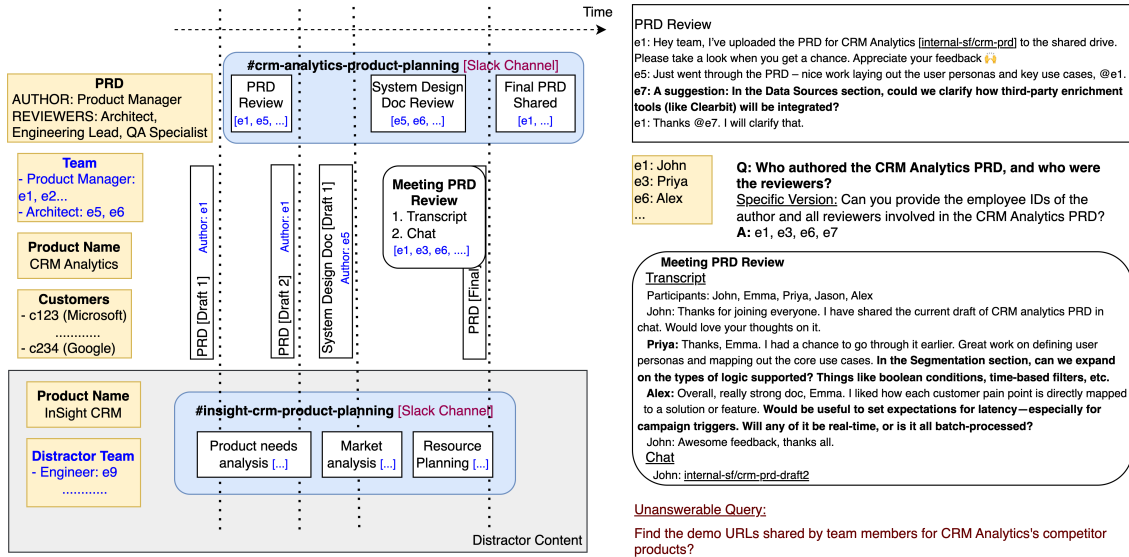 Time
#crm-analytics-product-planning [Slack Channel]
PRD
Review
[e1, e5, ...]
System Design
Doc Review
[e5, e6, ...]
Final PRD
Shared
[e1, ...]
PRD
AUTHOR: Product Manager
REVIEWERS: Architect,
Engineering Lead, QA Specialist
Team
- Product Manager:
e1, e2...
- Architect: e5, e6
Product Name
CRM Analytics
Customers
- c123 (Microsoft)
............
- c234 (Google)
PRD [Draft 1]
Author: e1
PRD [Draft 2]
Author: e1
System Design Doc [Draft 1]
Author: e5
Meeting PRD
Review
1. Transcript
2. Chat
[e1, e3, e6, ....]
PRD [Final
Product Name
InSight CRM
Distractor Team
- Engineer: e9
............
#insight-crm-product-planning [Slack Channel]
Product needs
analysis [...]
Market
analysis [...]
Resource
Planning [...]
Distractor Content
PRD Review
e1: Hey team, I've uploaded the PRD for CRM Analytics [internal-sf/crm-prd] to the shared drive.
Please take a look when you get a chance. Appreciate your feedback 🙌
e5: Just went through the PRD – nice work laying out the user personas and key use cases, @e1.
e7: A suggestion: In the Data Sources section, could we clarify how third-party enrichment
tools (like Clearbit) will be integrated?
e1: Thanks @e7. I will clarify that.
e1: John
e3: Priya
e6: Alex
...
Q: Who authored the CRM Analytics PRD, and who were
the reviewers?
Specific Version: Can you provide the employee IDs of the
author and all reviewers involved in the CRM Analytics PRD?
A: e1, e3, e6, e7
Meeting PRD Review
Transcript
Participants: John, Emma, Priya, Jason, Alex
John: Thanks for joining everyone. I have shared the current draft of CRM analytics PRD in
chat. Would love your thoughts on it.
Priya: Thanks, Emma. I had a chance to go through it earlier. Great work on defining user
personas and mapping out the core use cases. In the Segmentation section, can we expand
on the types of logic supported? Things like boolean conditions, time-based filters, etc.
Alex: Overall, really strong doc, Emma. I liked how each customer pain point is directly mapped
to a solution or feature. Would be useful to set expectations for latency—especially for
campaign triggers. Will any of it be real-time, or is it all batch-processed?
John: Awesome feedback, thanks all.
Chat
John: internal-sf/crm-prd-draft2
Unanswerable Query:
Find the demo URLs shared by team members for CRM Analytics's competitor
products?